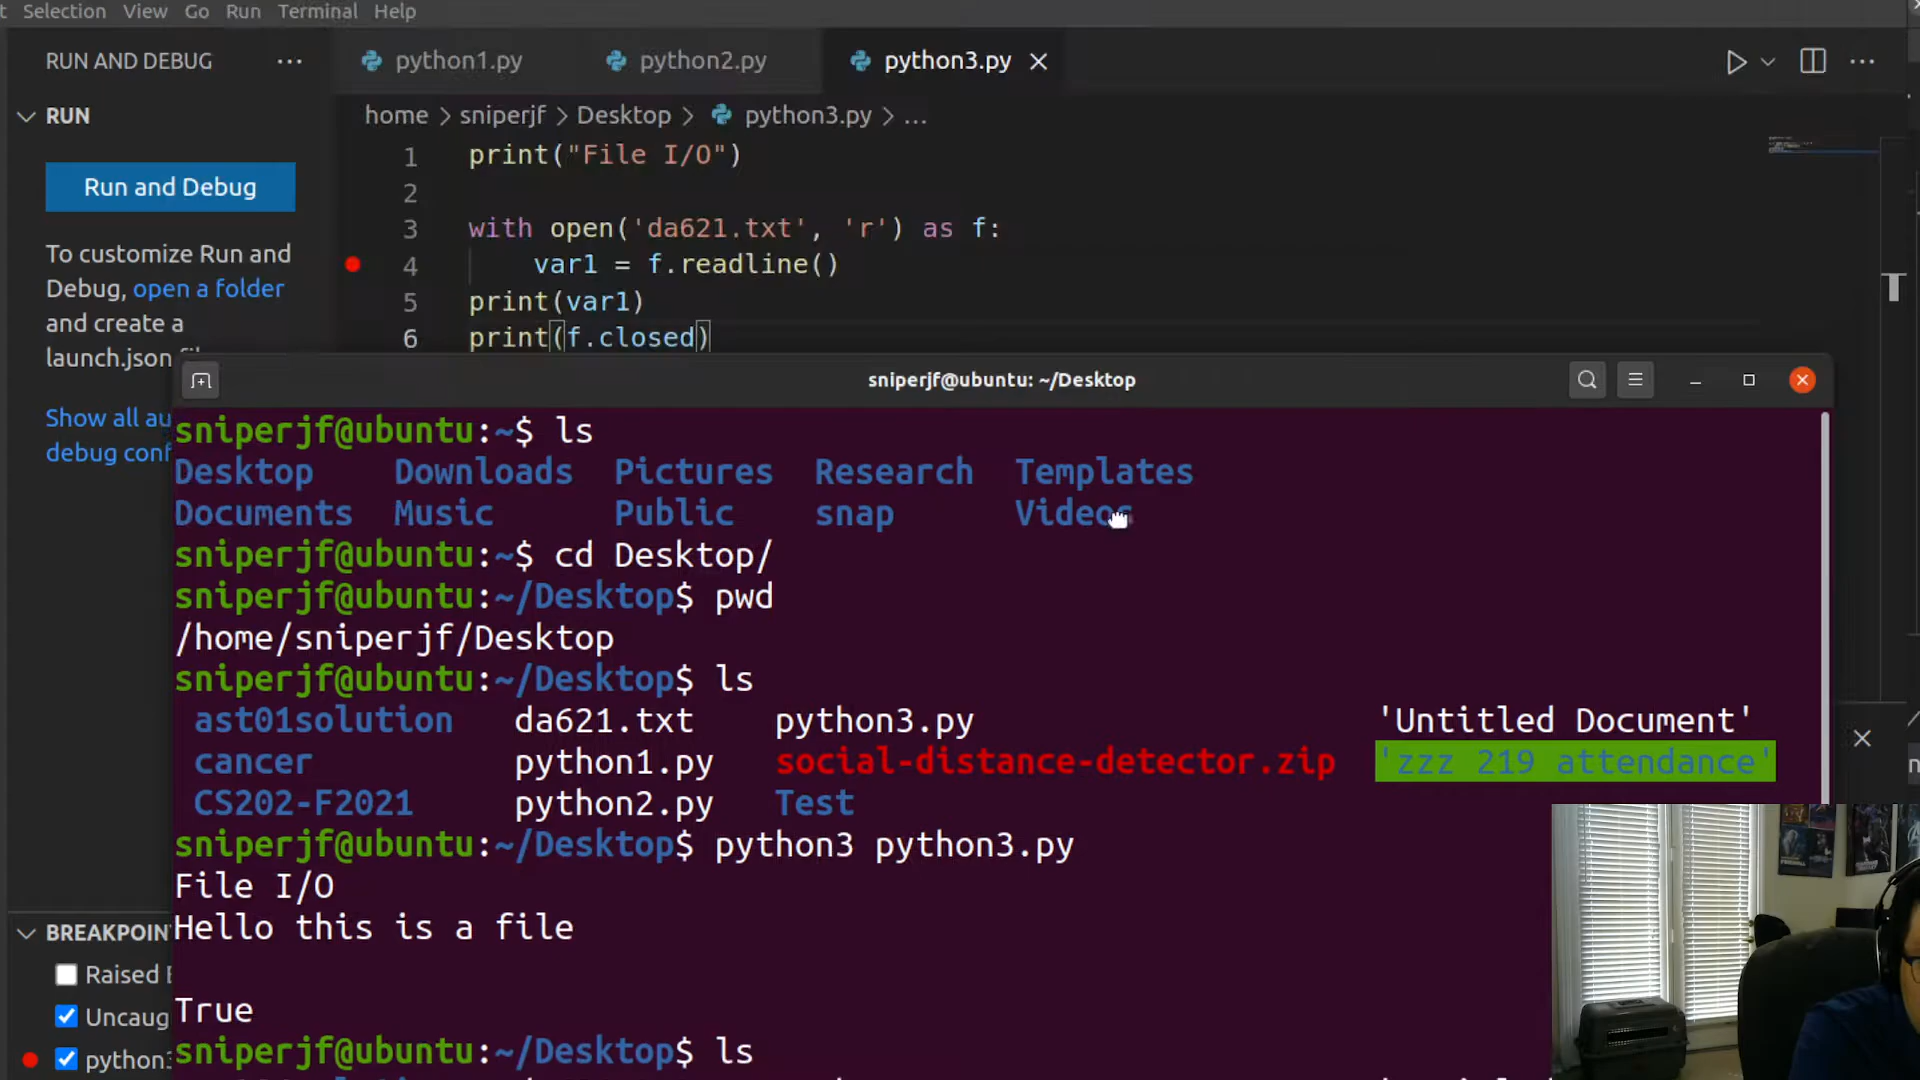 Selection View Go Run Terminal Help
RUN AND DEBUG ...
python1.py python2.py python3.py
RUN
home > sniperjf > Desktop > python3.py > ...
Run and Debug
To customize Run and
Debug, open a folder
and create a
launch.json
Show all
debug
1 print("File I/O")
2
3 with open('da621.txt', 'r') as f:
4     var1 = f.readline()
5 print(var1)
6 print(f.closed)
sniperjf@ubuntu: ~/Desktop
sniperjf@ubuntu:~$ ls
Desktop Downloads Pictures Research Templates
Documents Music Public snap Videos
sniperjf@ubuntu:~$ cd Desktop/
sniperjf@ubuntu:~/Desktop$ pwd
/home/sniperjf/Desktop
sniperjf@ubuntu:~/Desktop$ ls
ast01solution da621.txt python3.py 'Untitled Document'
cancer python1.py social-distance-detector.zip 'zzz 219 attendance'
CS202-F2021 python2.py Test
sniperjf@ubuntu:~/Desktop$ python3 python3.py
File I/O
Hello this is a file
True
sniperjf@ubuntu:~/Desktop$ ls
BREAKPOIN
Raised
Uncaug
python3